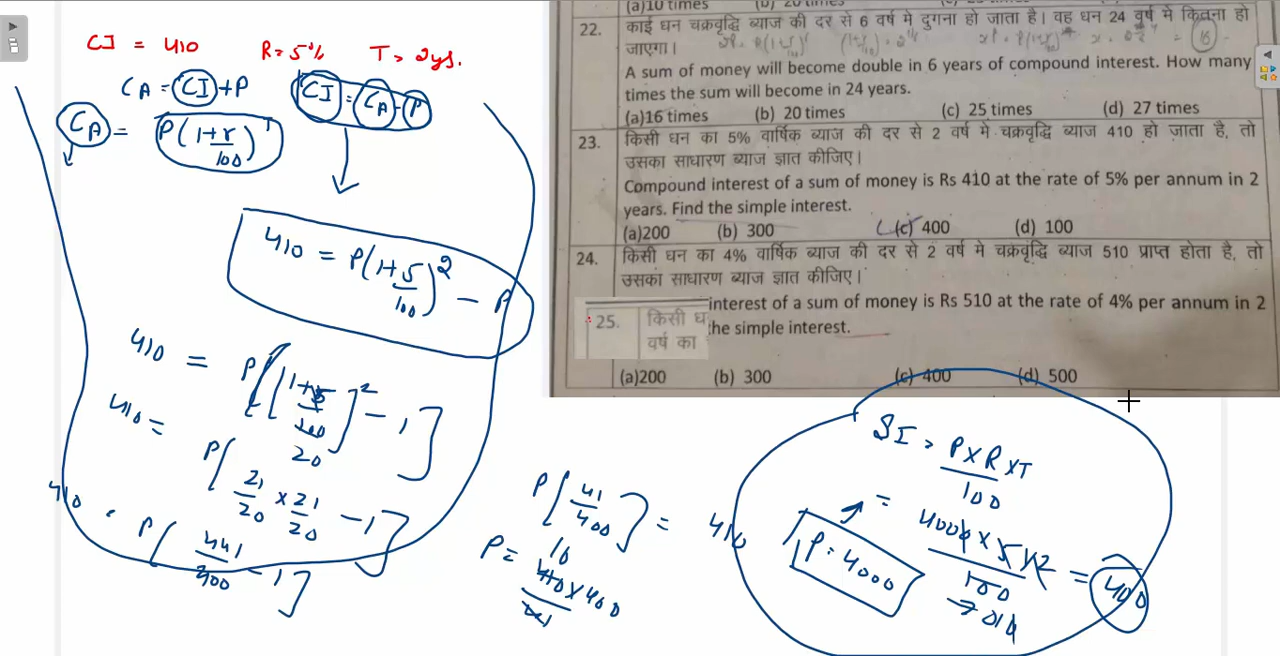 CI = 410
R = 5%
T = 2ys.
CA = CI + P
CI = CA - P
CA = P(1+r/100)^T
410 = P(1+5/100)^2 - P
410 = P[[1+5/100]^2 - 1]
20
410 = P[21/20 × 21/20 - 1]
410 = P[441/400 - 1]
P[41/400] = 410
10
P = 410×400/41
(a)10 times
22. काई धन चक्रवृद्धि ब्याज की दर से 6 वर्ष मे दुगना हो जाता है। वह धन 24 वर्ष मे कितना हो
जाएगा।
16
A sum of money will become double in 6 years of compound interest. How many
times the sum will become in 24 years.
(a)16 times (b) 20 times (c) 25 times (d) 27 times
23. किसी धन का 5% वार्षिक ब्याज की दर से 2 वर्ष में चक्रवृद्धि ब्याज 410 हो जाता है, तो
उसका साधारण ब्याज ज्ञात कीजिए।
Compound interest of a sum of money is Rs 410 at the rate of 5% per annum in 2
years. Find the simple interest.
(a)200 (b) 300 (c) 400 (d) 100
24. किसी धन का 4% वार्षिक ब्याज की दर से 2 वर्ष मे चक्रवृद्धि ब्याज 510 प्राप्त होता है, तो
उसका साधारण ब्याज ज्ञात कीजिए।
interest of a sum of money is Rs 510 at the rate of 4% per annum in 2
25. किसी ध
he simple interest.
वर्ष का
(a)200 (b) 300 (c) 400 (d) 500
SI = P×R×T/100
= 4000×5×2/100 = 400
P = 4000